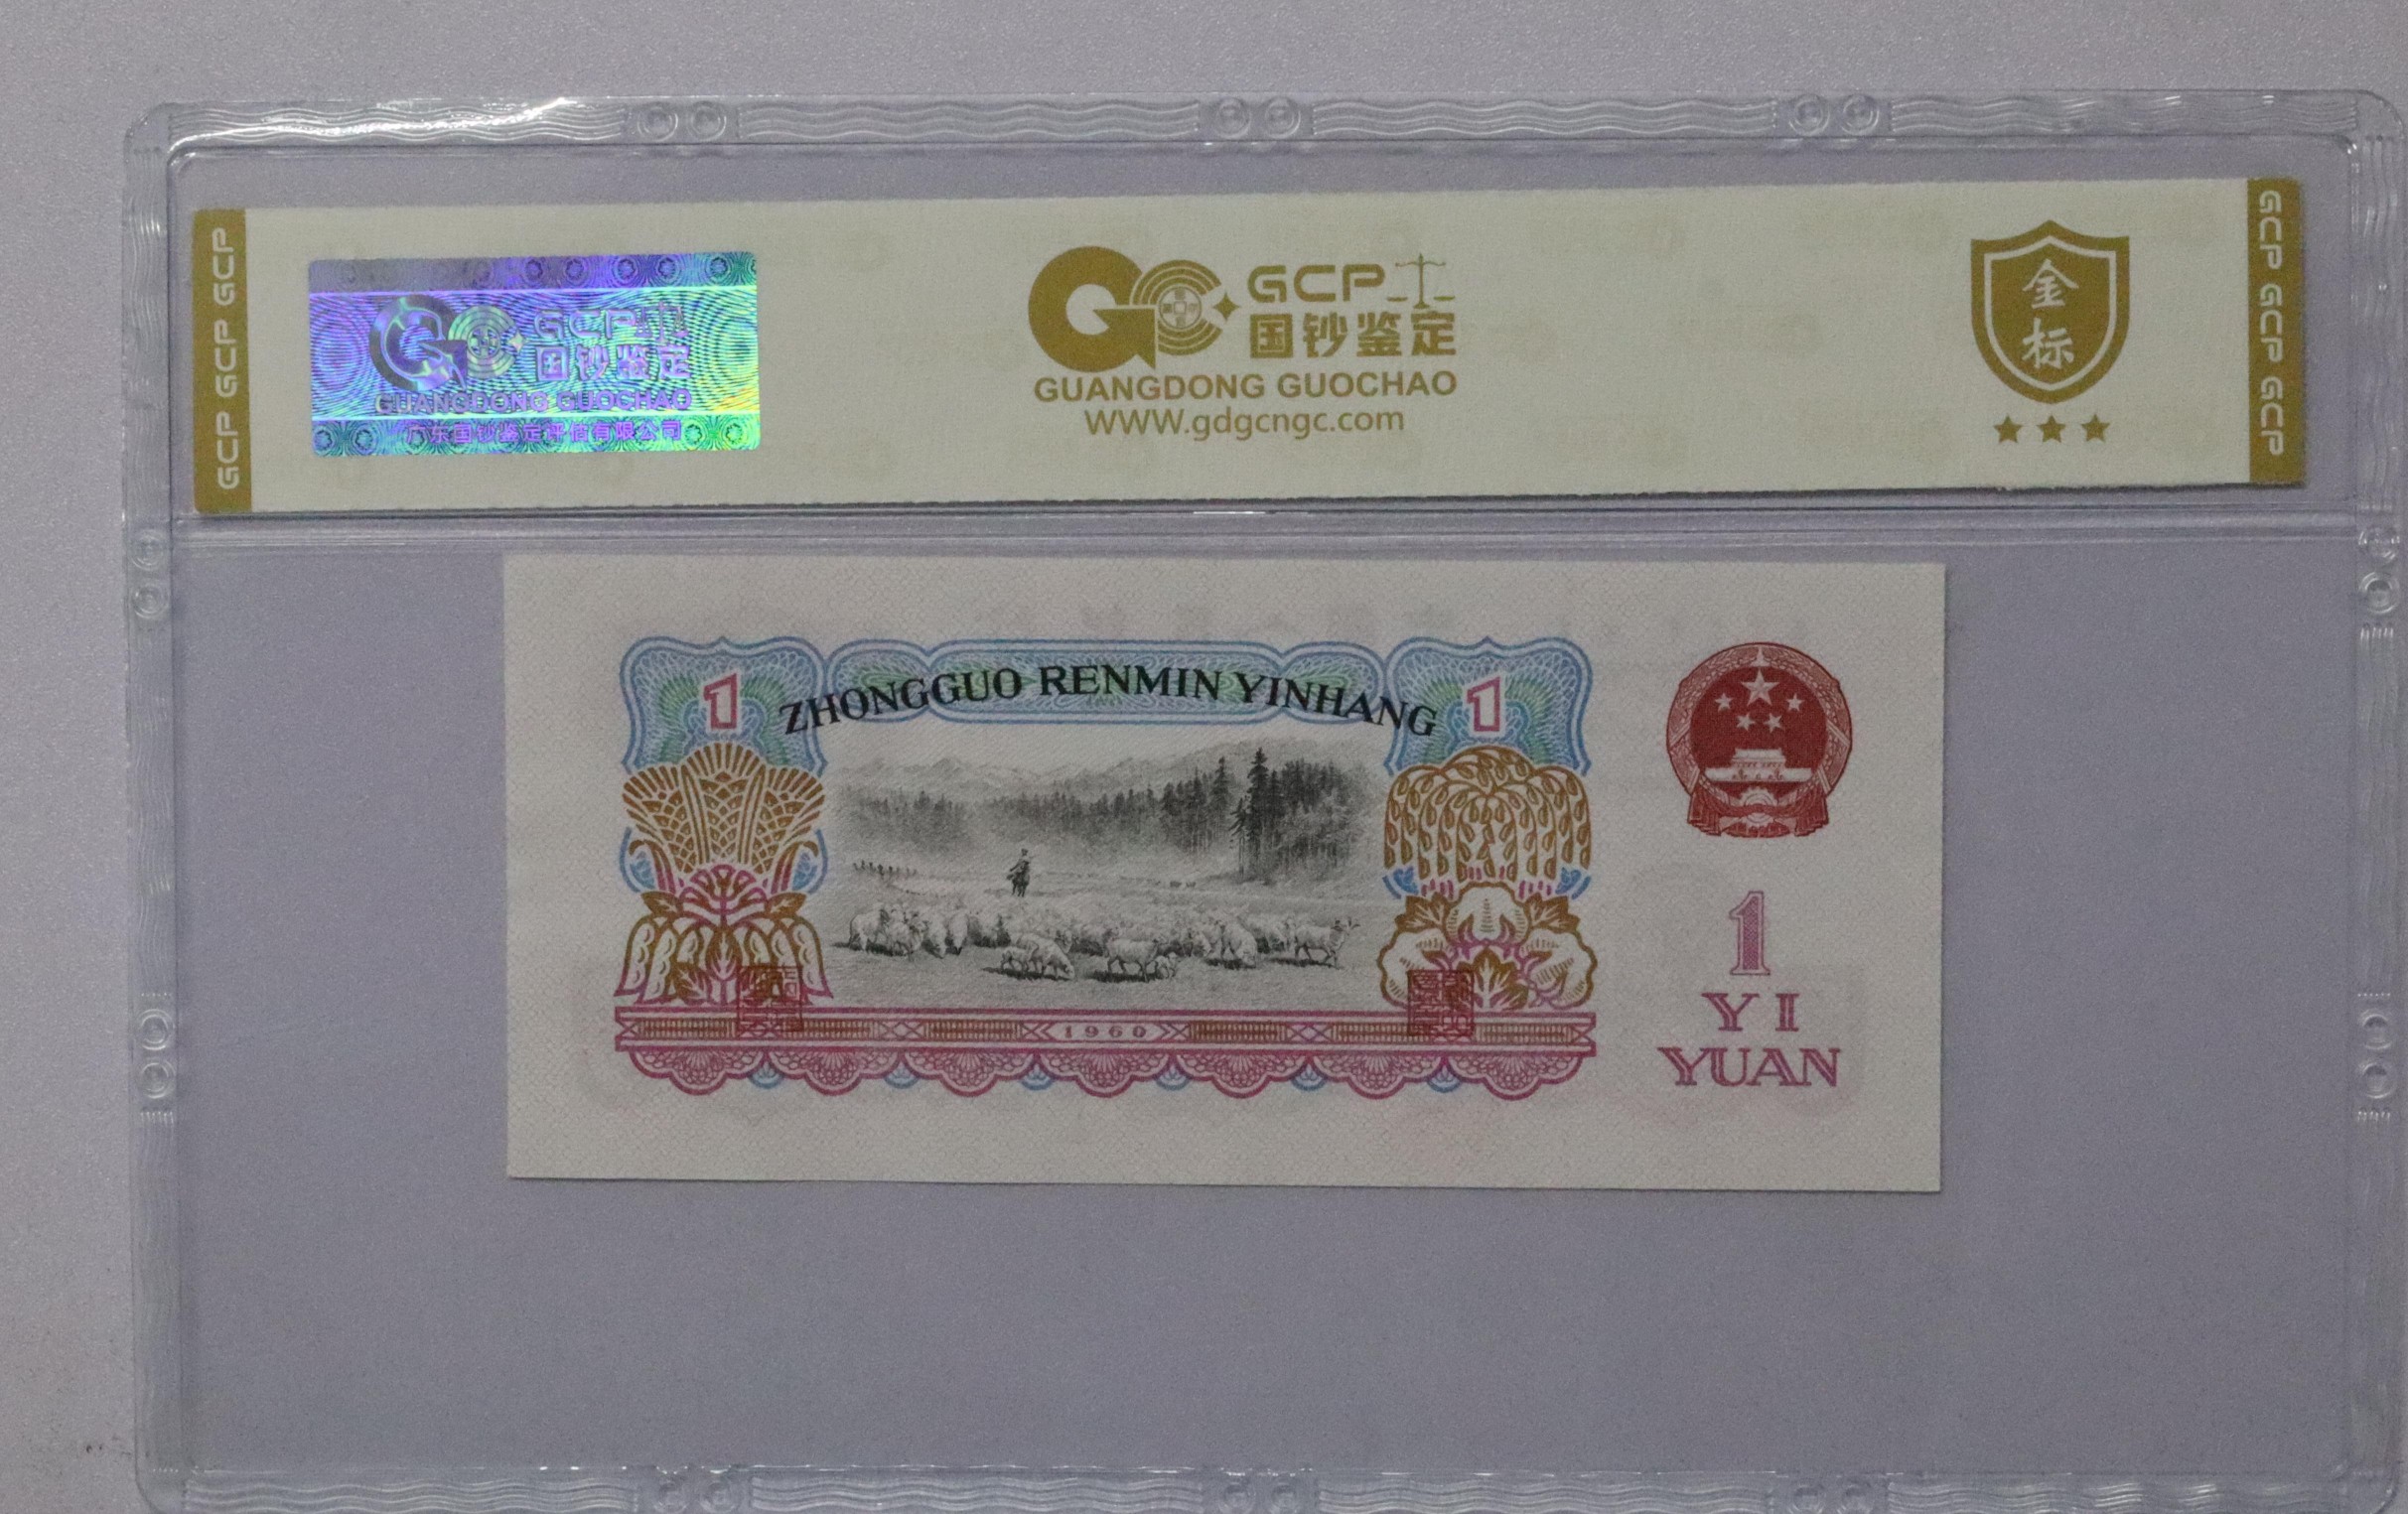 GCP GCP GCP
GCP
国钞鉴定
GUANGDONG GUOCHAO
广东国钞鉴定评估有限公司
GCP
国钞鉴定
GUANGDONG GUOCHAO
WWW.gdgcngc.com
金标
GCP GCP GCP
1 ZHONGGUO RENMIN YINHANG 1
1
YI
YUAN
1960